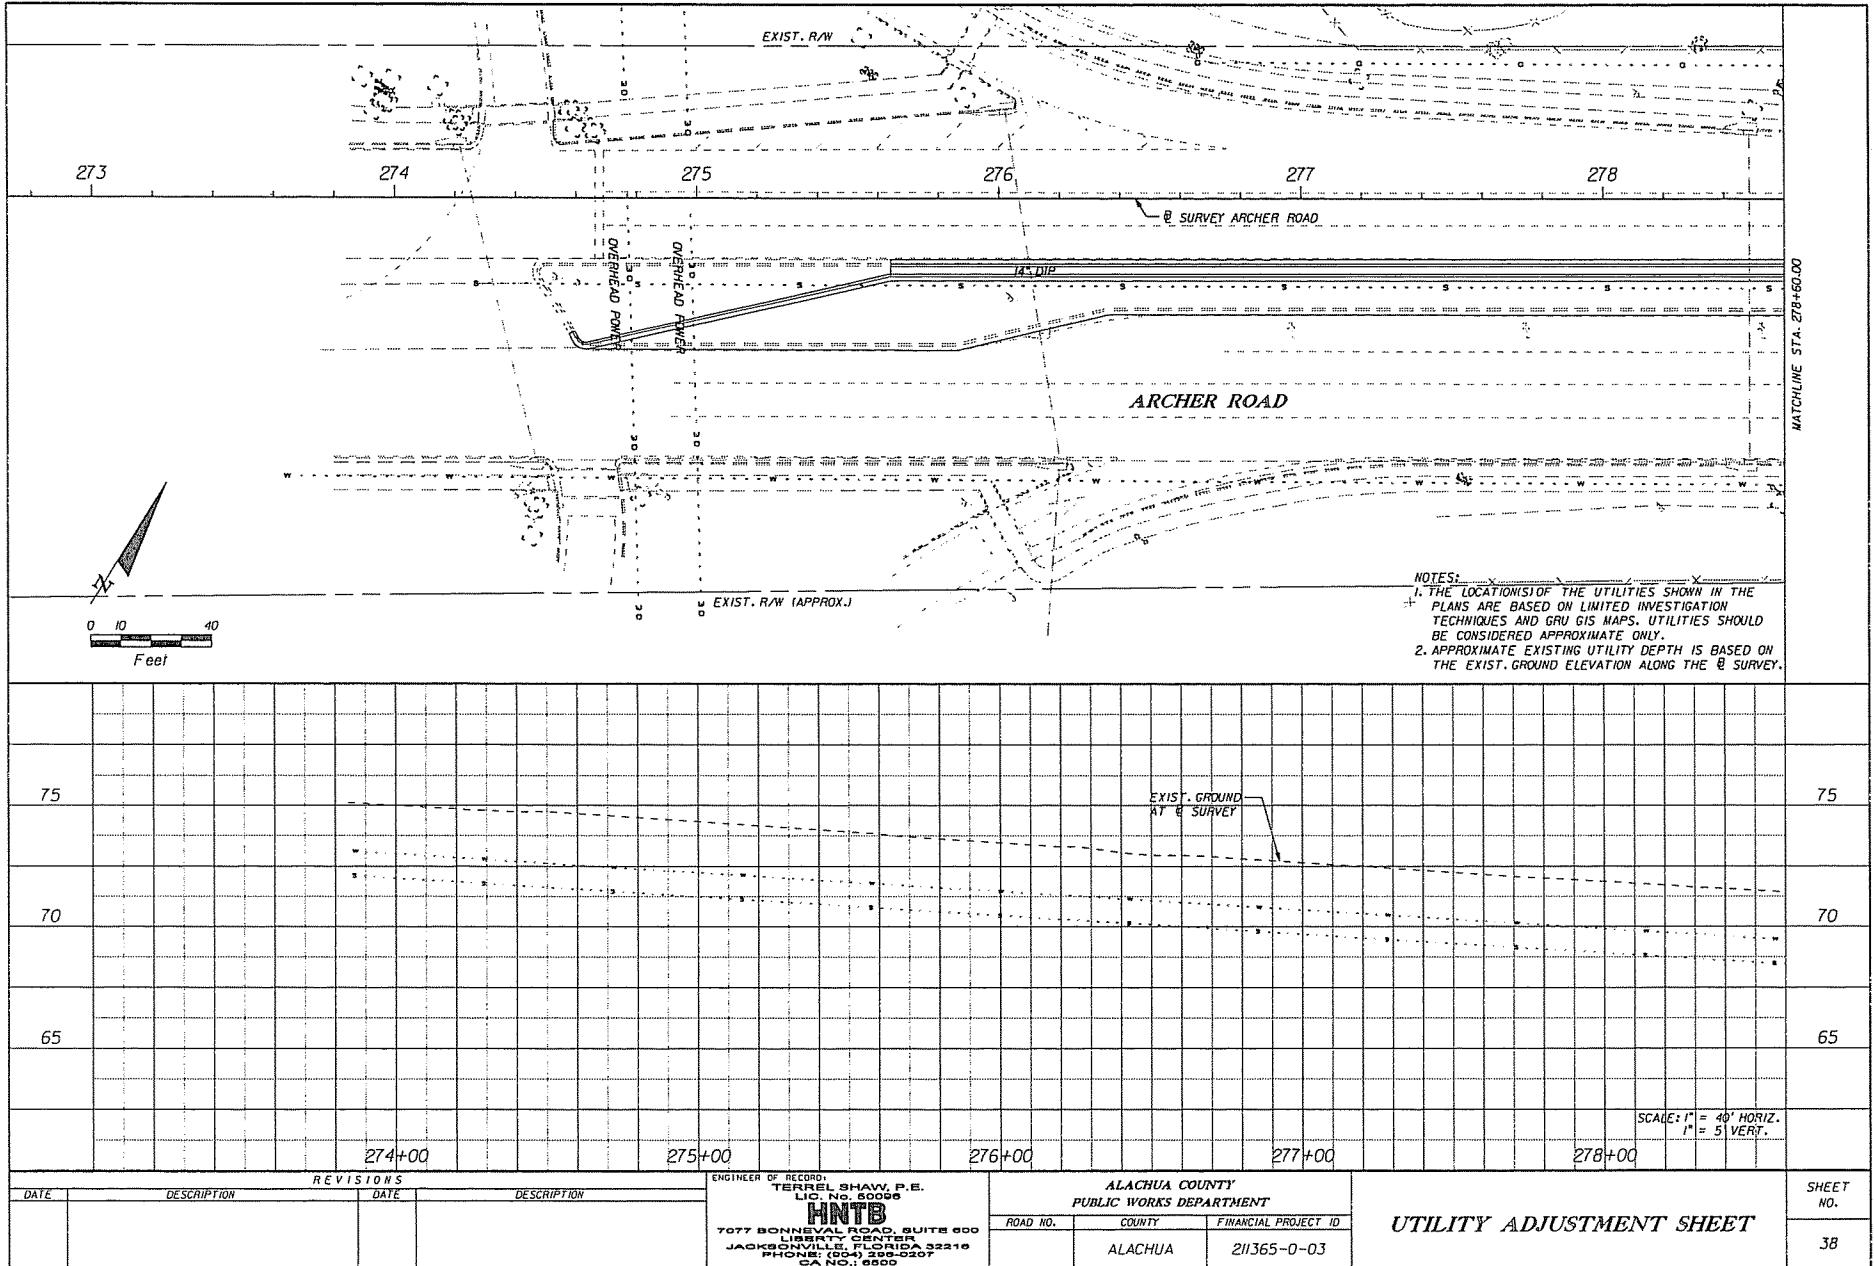 EXIST. R/W
273 274 275 276 277 278
℄ SURVEY ARCHER ROAD
OVERHEAD POWER
OVERHEAD POWER
14" DIP
MATCHLINE STA. 278+60.00
ARCHER ROAD
N
EXIST. R/W (APPROX.)
0 10 40
Feet
NOTES:
1. THE LOCATION(S) OF THE UTILITIES SHOWN IN THE
PLANS ARE BASED ON LIMITED INVESTIGATION
TECHNIQUES AND GRU GIS MAPS. UTILITIES SHOULD
BE CONSIDERED APPROXIMATE ONLY.
2. APPROXIMATE EXISTING UTILITY DEPTH IS BASED ON
THE EXIST. GROUND ELEVATION ALONG THE ℄ SURVEY.
75 75
EXIST. GROUND
AT ℄ SURVEY
70 70
65 65
SCALE: 1" = 40' HORIZ.
1" = 5' VERT.
274+00 275+00 276+00 277+00 278+00
REVISIONS
DATE DESCRIPTION DATE DESCRIPTION
ENGINEER OF RECORD:
TERREL SHAW, P.E.
LIC. No. 50096
HNTB
7077 BONNEVAL ROAD, SUITE 600
LIBERTY CENTER
JACKSONVILLE, FLORIDA 32216
PHONE: (904) 296-0207
CA NO.: 6500
ALACHUA COUNTY
PUBLIC WORKS DEPARTMENT
ROAD NO. COUNTY FINANCIAL PROJECT ID
ALACHUA 211365-0-03
UTILITY ADJUSTMENT SHEET
SHEET
NO.
38